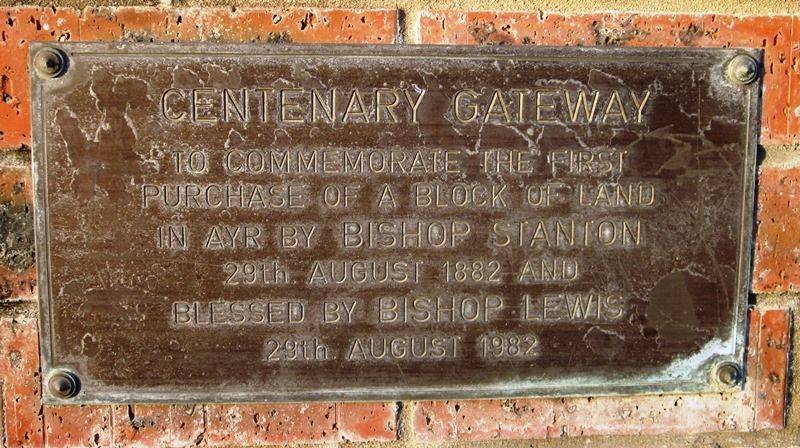 CENTENARY GATEWAY
TO COMMEMORATE THE FIRST
PURCHASE OF A BLOCK OF LAND
IN AYR BY BISHOP STANTON
29th AUGUST 1882 AND
BLESSED BY BISHOP LEWIS
29th AUGUST 1982